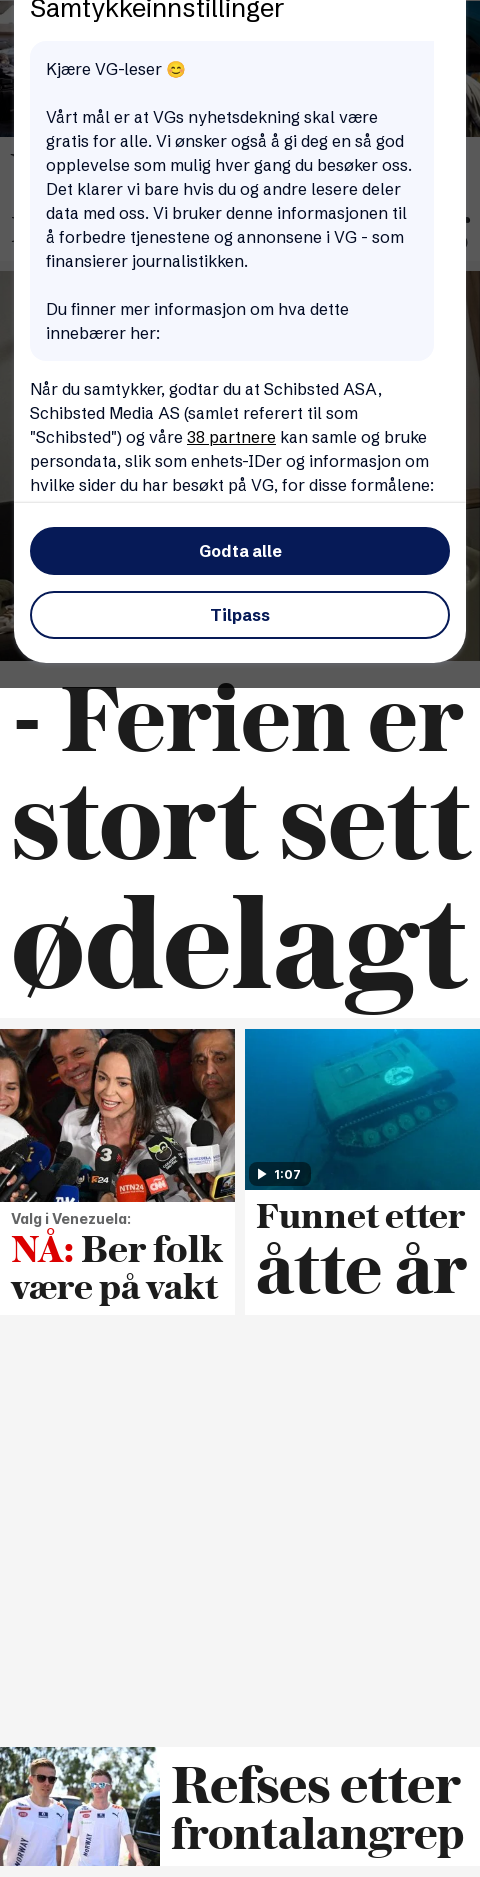 Samtykkeinnstillinger
Kjære VG-leser 😊
Vårt mål er at VGs nyhetsdekning skal være
gratis for alle. Vi ønsker også å gi deg en så god
opplevelse som mulig hver gang du besøker oss.
Det klarer vi bare hvis du og andre lesere deler
data med oss. Vi bruker denne informasjonen til
å forbedre tjenestene og annonsene i VG - som
finansierer journalistikken.
Du finner mer informasjon om hva dette
innebærer her:
Når du samtykker, godtar du at Schibsted ASA,
Schibsted Media AS (samlet referert til som
"Schibsted") og våre 38 partnere kan samle og bruke
persondata, slik som enhets-IDer og informasjon om
hvilke sider du har besøkt på VG, for disse formålene:
Godta alle
Tilpass
- Ferien er
stort sett
ødelagt
3
24
NTN24
CNN
1:07
Valg i Venezuela:
NÅ: Ber folk
være på vakt
Funnet etter
åtte år
NORWAY
NORWAY
Refses etter
frontalangrep